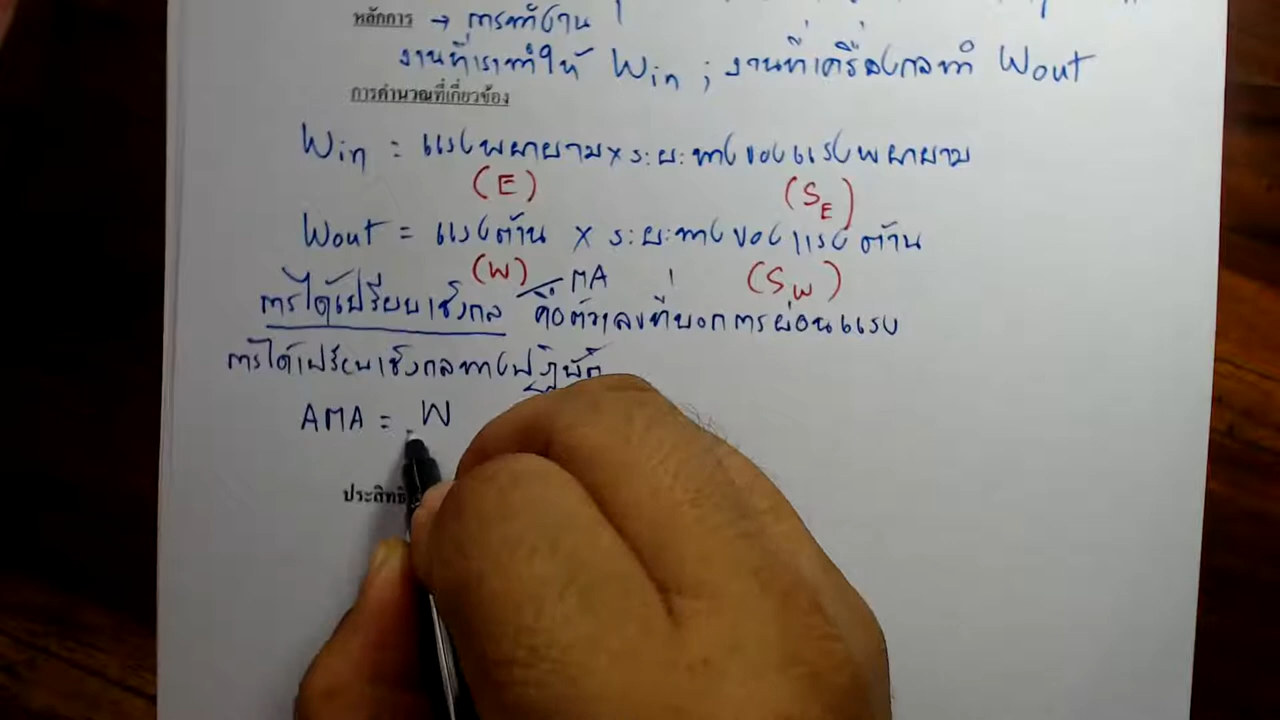 หลักการ → การทำงาน
งานที่เราทำให้ Win ; งานที่เครื่องกลทำ Wout
การคำนวณที่เกี่ยวข้อง
Win = แรงพยายาม x ระยะทางของแรงพยายาม
(E) (S_E)
Wout = แรงต้าน x ระยะทางของแรงต้าน
(W) MA (S_W)
การได้เปรียบเชิงกล คือตัวเลขที่บอกการผ่อนแรง
การได้เปรียบเชิงกลทางปฏิบัติ
AMA = W
ประสิทธิ